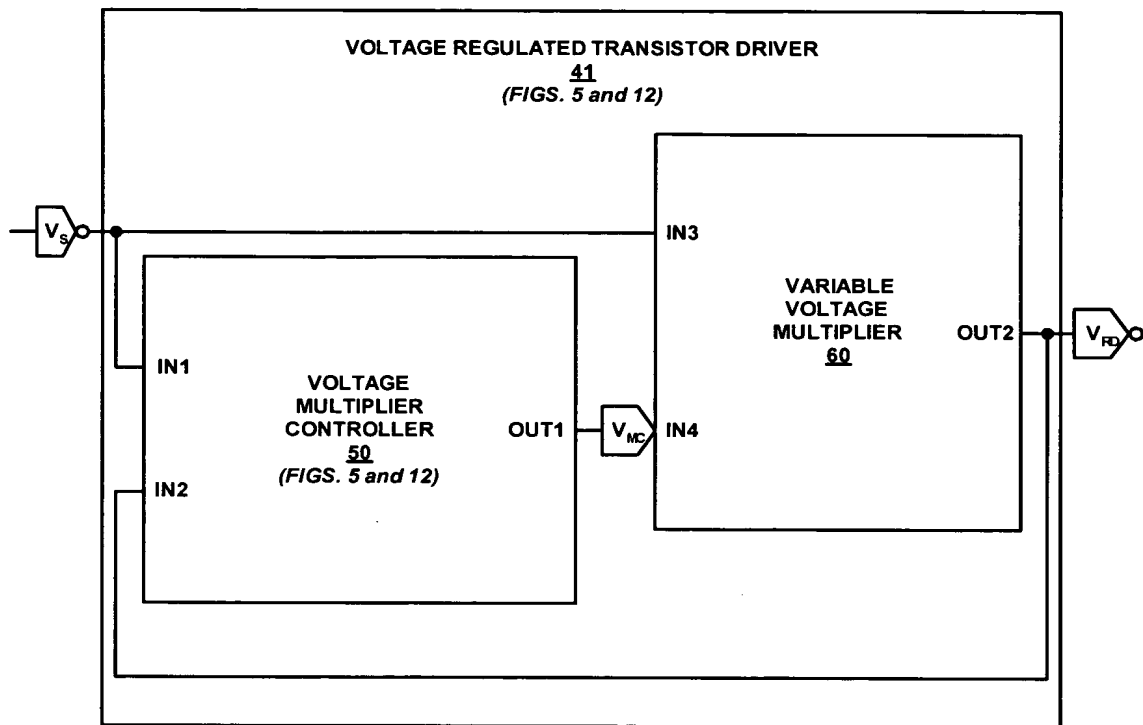 VOLTAGE REGULATED TRANSISTOR DRIVER
41
(FIGS. 5 and 12)
VS
IN3
VARIABLE
VOLTAGE
MULTIPLIER
60
OUT2
VRD
IN1
VOLTAGE
MULTIPLIER
CONTROLLER
50
(FIGS. 5 and 12)
OUT1
VMC
IN4
IN2